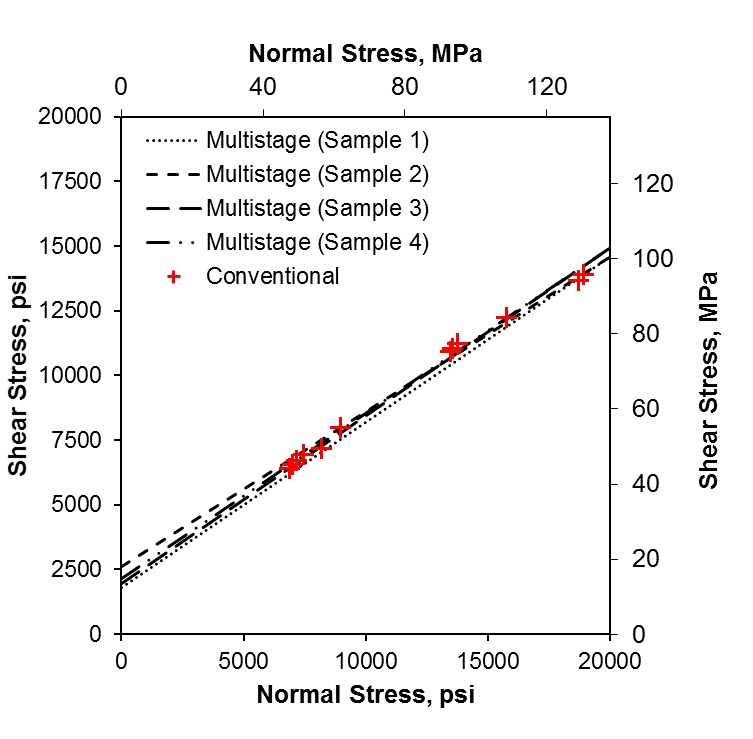 Normal Stress, MPa
0 40 80 120
20000
17500
15000
12500
10000
7500
5000
2500
0
Shear Stress, psi
Multistage (Sample 1)
Multistage (Sample 2)
Multistage (Sample 3)
Multistage (Sample 4)
Conventional
120
100
80
60
40
20
0
Shear Stress, MPa
0 5000 10000 15000 20000
Normal Stress, psi